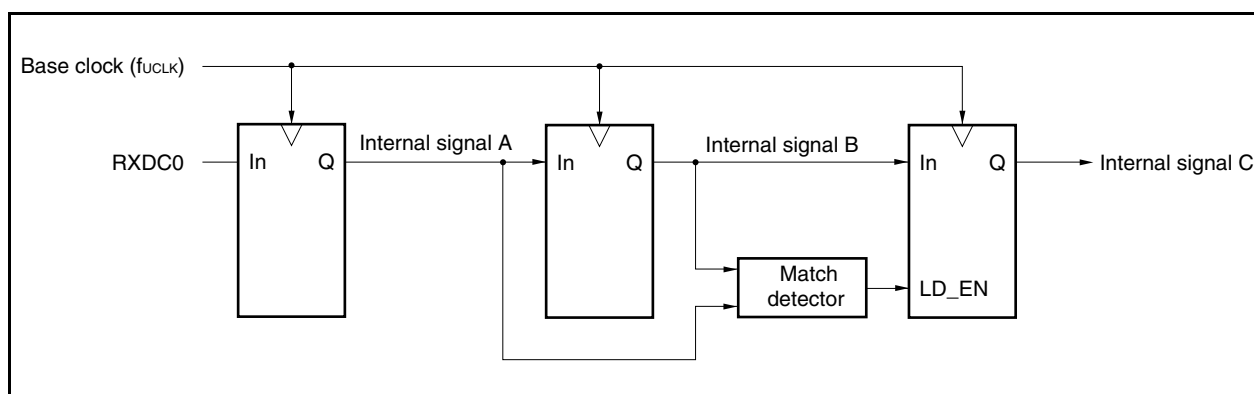 Base clock (fUCLK)
RXDC0
In
Q
Internal signal A
In
Q
Internal signal B
In
Q
Internal signal C
Match
detector
LD_EN